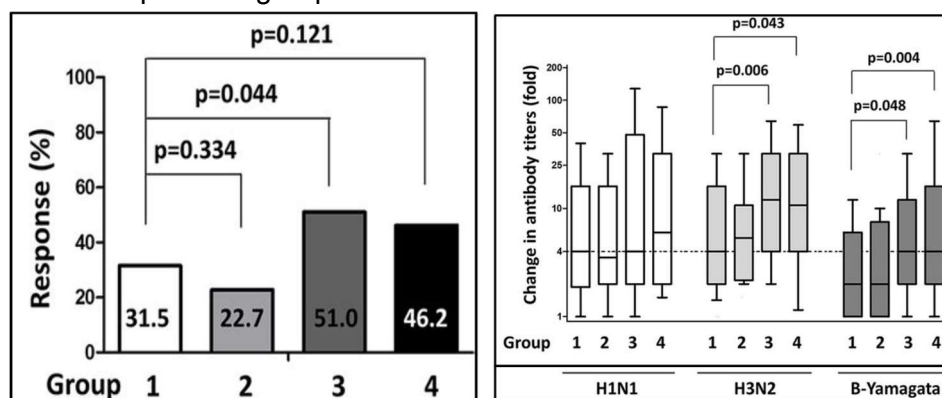 p=0.121
p=0.044
p=0.334
Response (%)
100
80
60
40
20
0
31.5 22.7 51.0 46.2
Group 1 2 3 4
p=0.043
p=0.006
p=0.004
p=0.048
Change in antibody titers (fold)
200
100
50
25
10
4
1
Group 1 2 3 4 1 2 3 4 1 2 3 4
H1N1 H3N2 B-Yamagata